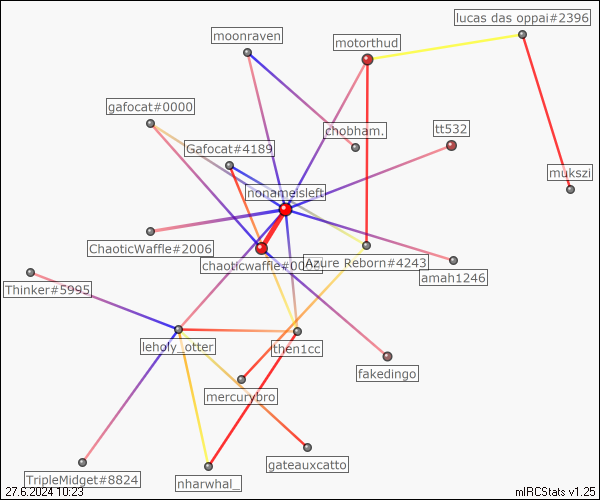 lucas das oppai#2396
moonraven
motorthud
gafocat#0000
chobham.
tt532
Gafocat#4189
mukszi
nonameisleft
ChaoticWaffle#2006
chaoticwaffle#00
Azure Reborn#4243
amah1246
Thinker#5995
leholy_otter
then1cc
fakedingo
mercurybro
gateauxcatto
TripleMidget#8824
nharwhal_
27.6.2024 10:23
mIRCStats v1.25